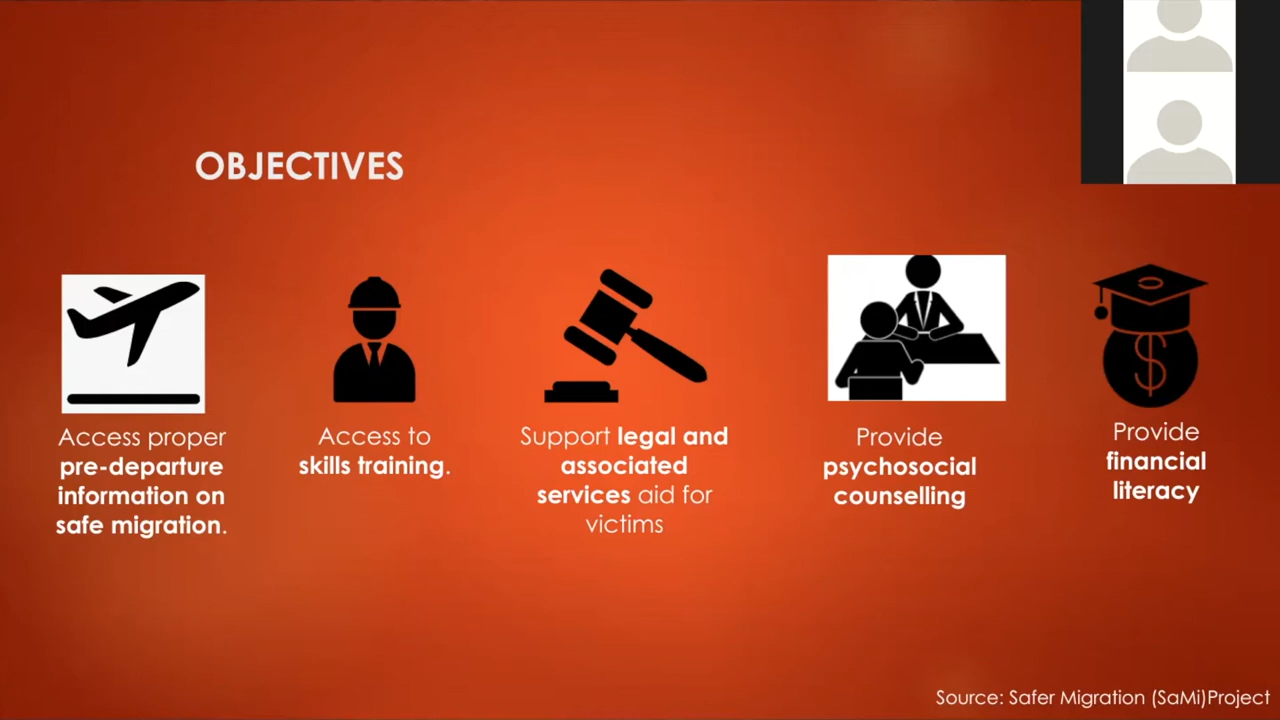 OBJECTIVES
Access proper
pre-departure
information on
safe migration.
Access to
skills training.
Support legal and
associated
services aid for
victims
Provide
psychosocial
counselling
$
Provide
financial
literacy
Source: Safer Migration (SaMi)Project